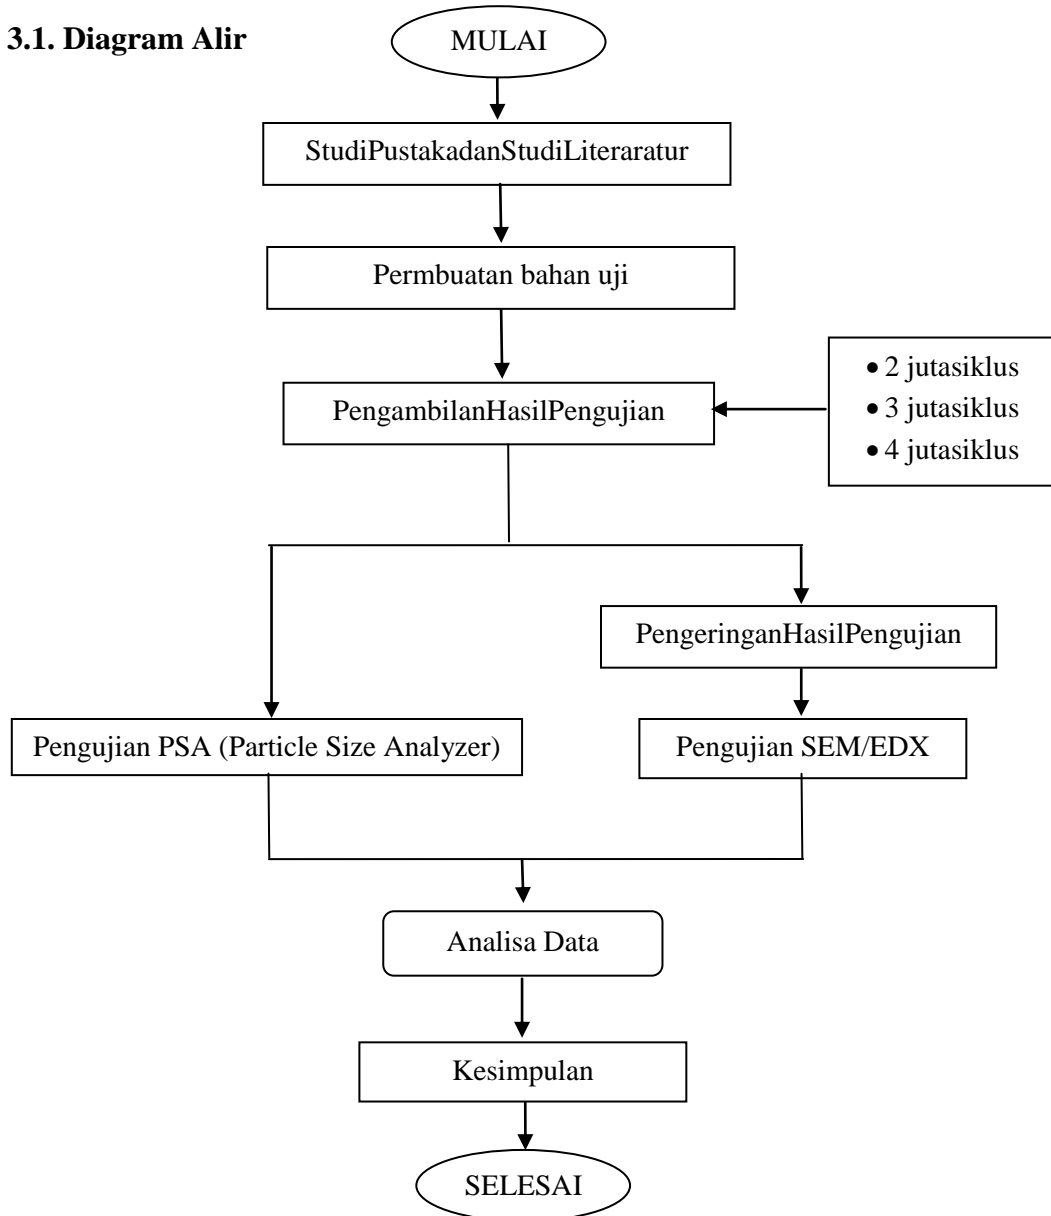 3.1. Diagram Alir
MULAI
StudiPustakadanStudiLiteraratur
Permbuatan bahan uji
• 2 jutasiklus
• 3 jutasiklus
• 4 jutasiklus
PengambilanHasilPengujian
PengeringanHasilPengujian
Pengujian PSA (Particle Size Analyzer)
Pengujian SEM/EDX
Analisa Data
Kesimpulan
SELESAI